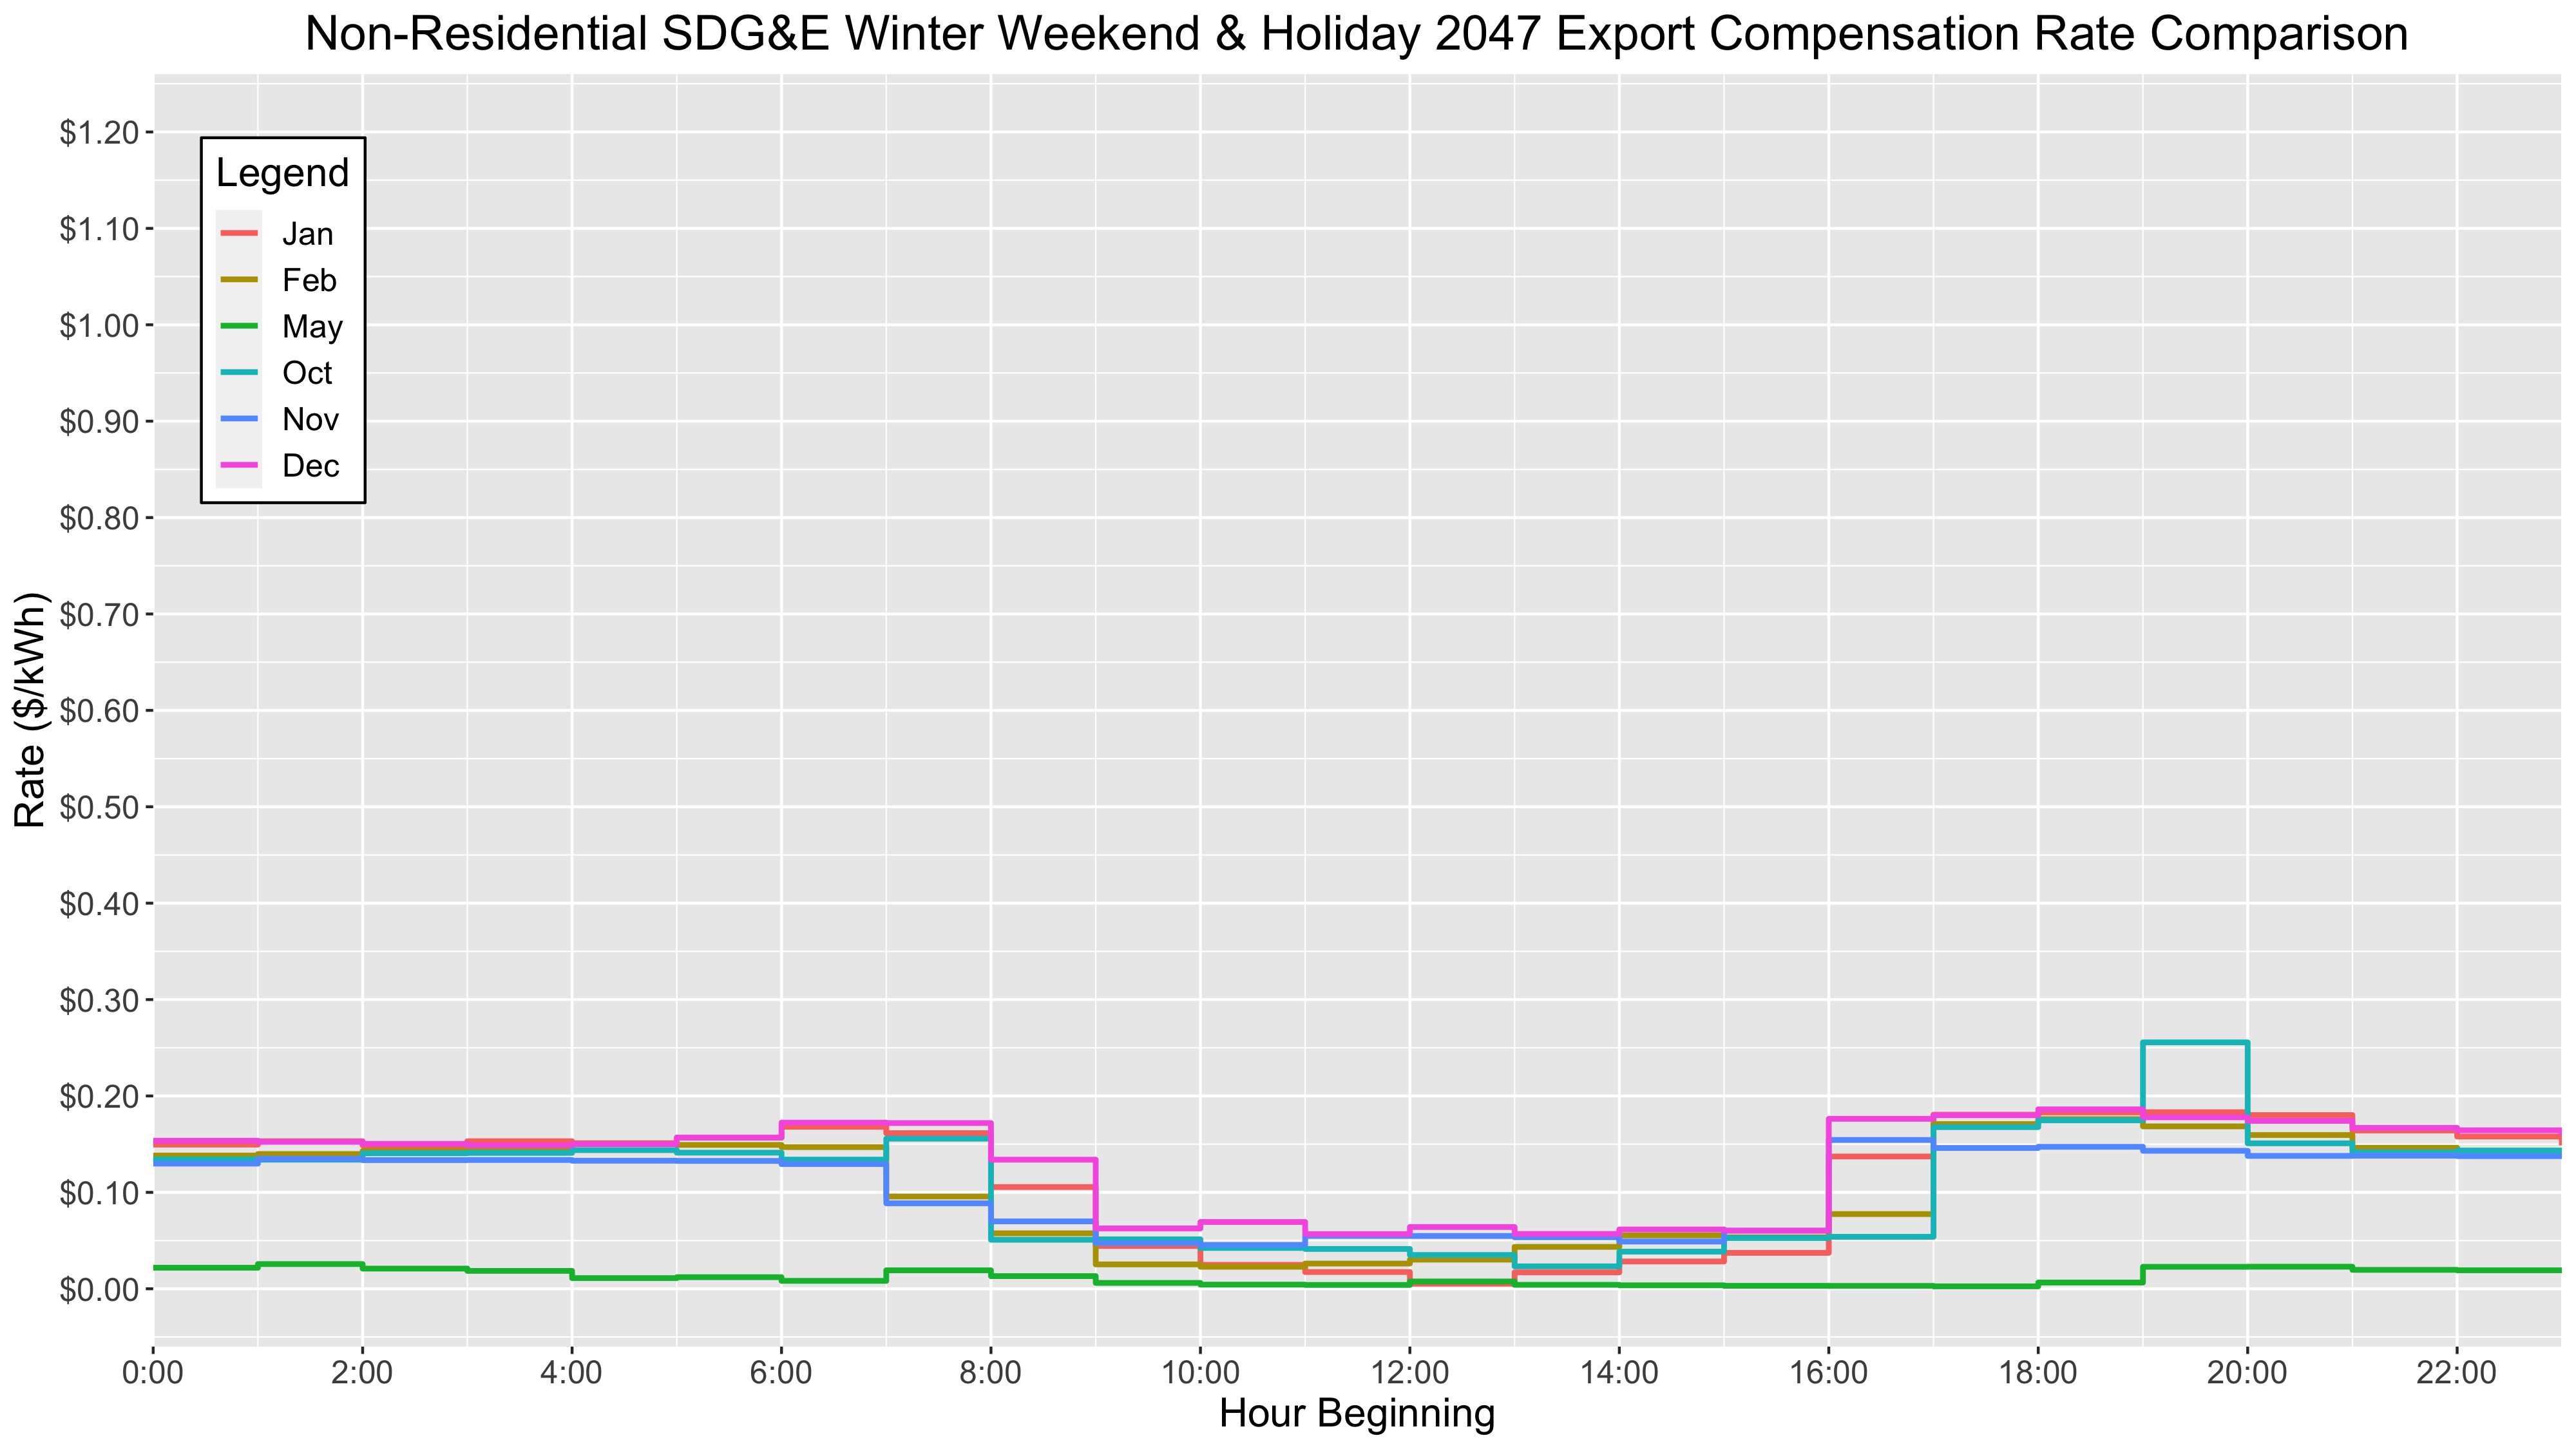 Non-Residential SDG&E Winter Weekend & Holiday 2047 Export Compensation Rate Comparison
Legend
Jan
Feb
May
Oct
Nov
Dec
Rate ($/kWh)
$1.20
$1.10
$1.00
$0.90
$0.80
$0.70
$0.60
$0.50
$0.40
$0.30
$0.20
$0.10
$0.00
0:00 2:00 4:00 6:00 8:00 10:00 12:00 14:00 16:00 18:00 20:00 22:00
Hour Beginning